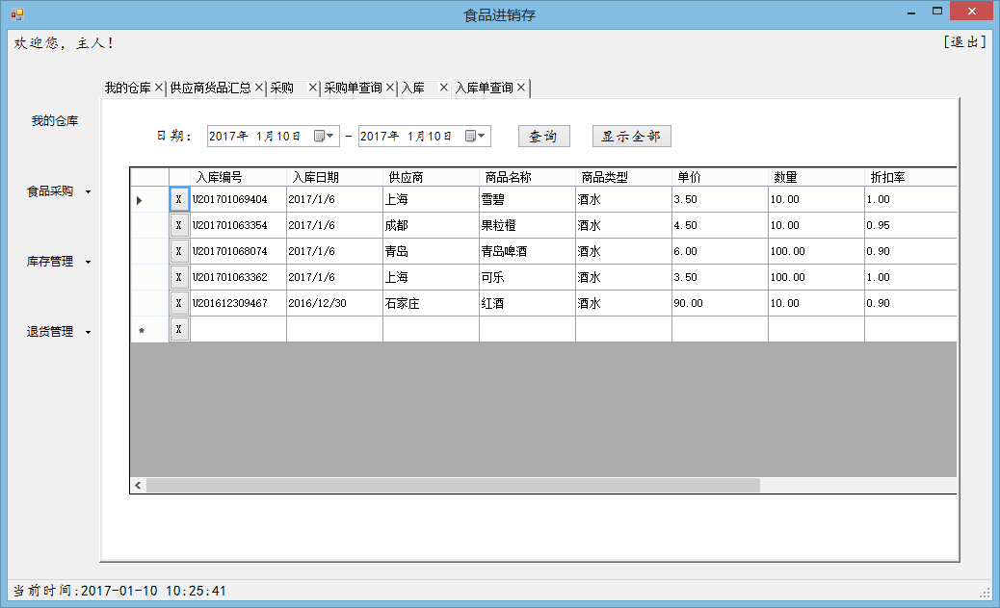 食品进销存
欢迎您, 主人!
[退出]
我的仓库 供应商货品汇总 采购 采购单查询 入库 入库单查询
我的仓库
食品采购
库存管理
退货管理
日期: 2017年 1月10日 - 2017年 1月10日 查询 显示全部
入库编号 入库日期 供应商 商品名称 商品类型 单价 数量 折扣率
X U201701069404 2017/1/6 上海 雪碧 酒水 3.50 10.00 1.00
X U201701063354 2017/1/6 成都 果粒橙 酒水 4.50 10.00 0.95
X U201701068074 2017/1/6 青岛 青岛啤酒 酒水 6.00 100.00 0.90
X U201701063362 2017/1/6 上海 可乐 酒水 3.50 100.00 1.00
X U201612309467 2016/12/30 石家庄 红酒 酒水 90.00 10.00 0.90
* X
当前时间:2017-01-10 10:25:41